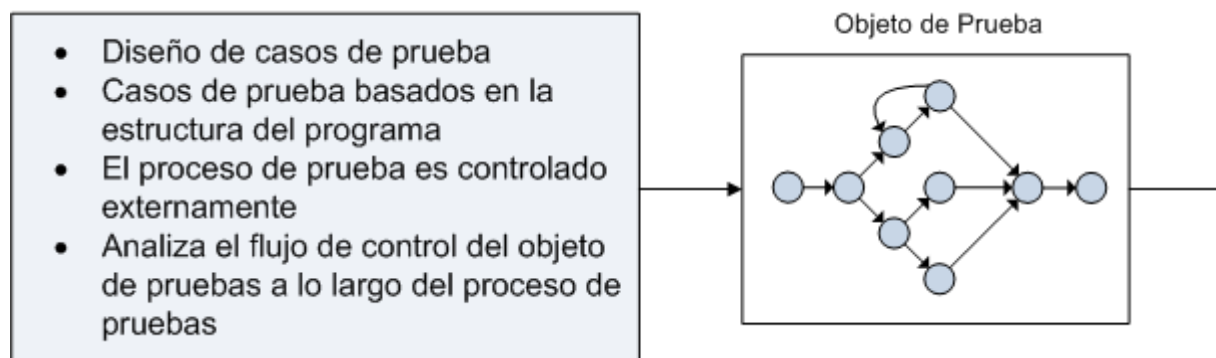 • Diseño de casos de prueba
• Casos de prueba basados en la
estructura del programa
• El proceso de prueba es controlado
externamente
• Analiza el flujo de control del objeto
de pruebas a lo largo del proceso de
pruebas
Objeto de Prueba